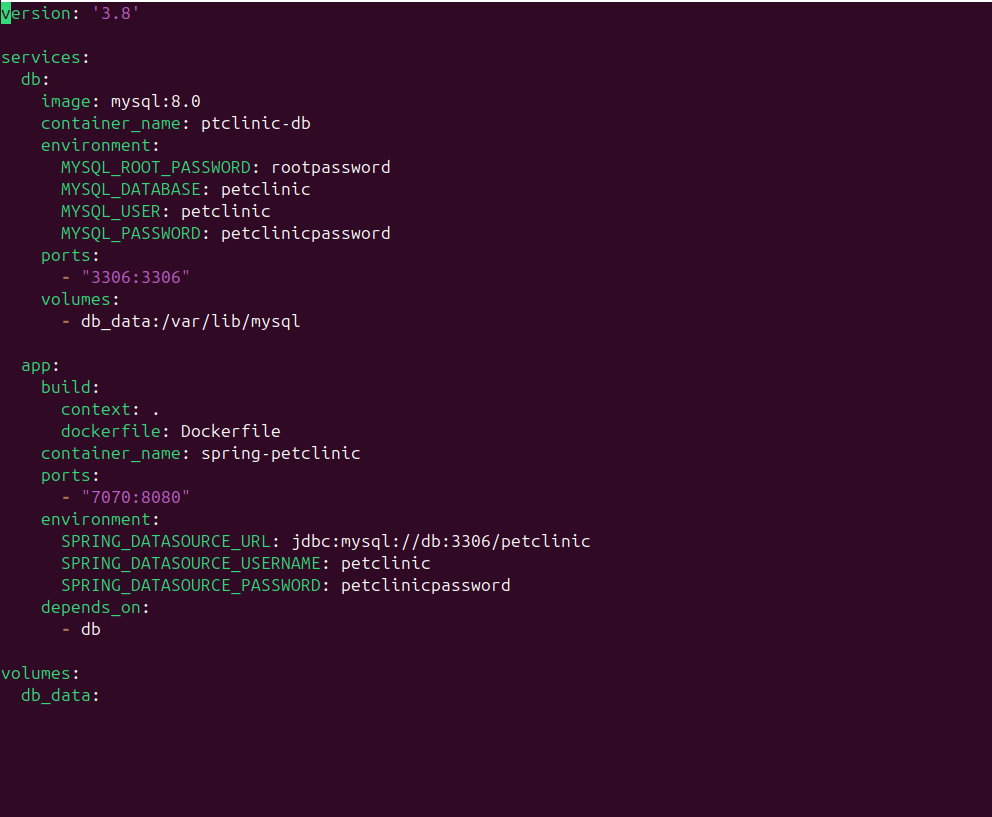 version: '3.8'

services:
  db:
    image: mysql:8.0
    container_name: ptclinic-db
    environment:
      MYSQL_ROOT_PASSWORD: rootpassword
      MYSQL_DATABASE: petclinic
      MYSQL_USER: petclinic
      MYSQL_PASSWORD: petclinicpassword
    ports:
      - "3306:3306"
    volumes:
      - db_data:/var/lib/mysql

  app:
    build:
      context: .
      dockerfile: Dockerfile
    container_name: spring-petclinic
    ports:
      - "7070:8080"
    environment:
      SPRING_DATASOURCE_URL: jdbc:mysql://db:3306/petclinic
      SPRING_DATASOURCE_USERNAME: petclinic
      SPRING_DATASOURCE_PASSWORD: petclinicpassword
    depends_on:
      - db

volumes:
  db_data: